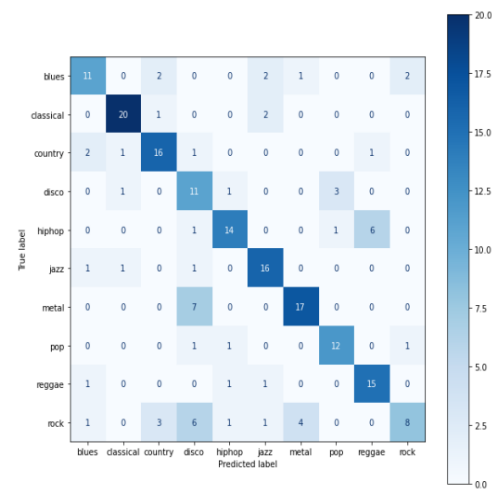 20.0
blues 11 0 2 0 0 2 1 0 0 2
17.5
classical 0 20 1 0 0 2 0 0 0 0
country 2 1 16 1 0 0 0 0 1 0
15.0
disco 0 1 0 11 1 0 0 3 0 0
12.5
hiphop 0 0 0 1 14 0 0 1 6 0
True label
10.0
jazz 1 1 0 1 0 16 0 0 0 0
metal 0 0 0 7 0 0 17 0 0 0
7.5
pop 0 0 0 1 1 0 0 12 0 1
5.0
reggae 1 0 0 0 1 1 0 0 15 0
2.5
rock 1 0 3 6 1 1 4 0 0 8
blues classical country disco hiphop jazz metal pop reggae rock
Predicted label
0.0